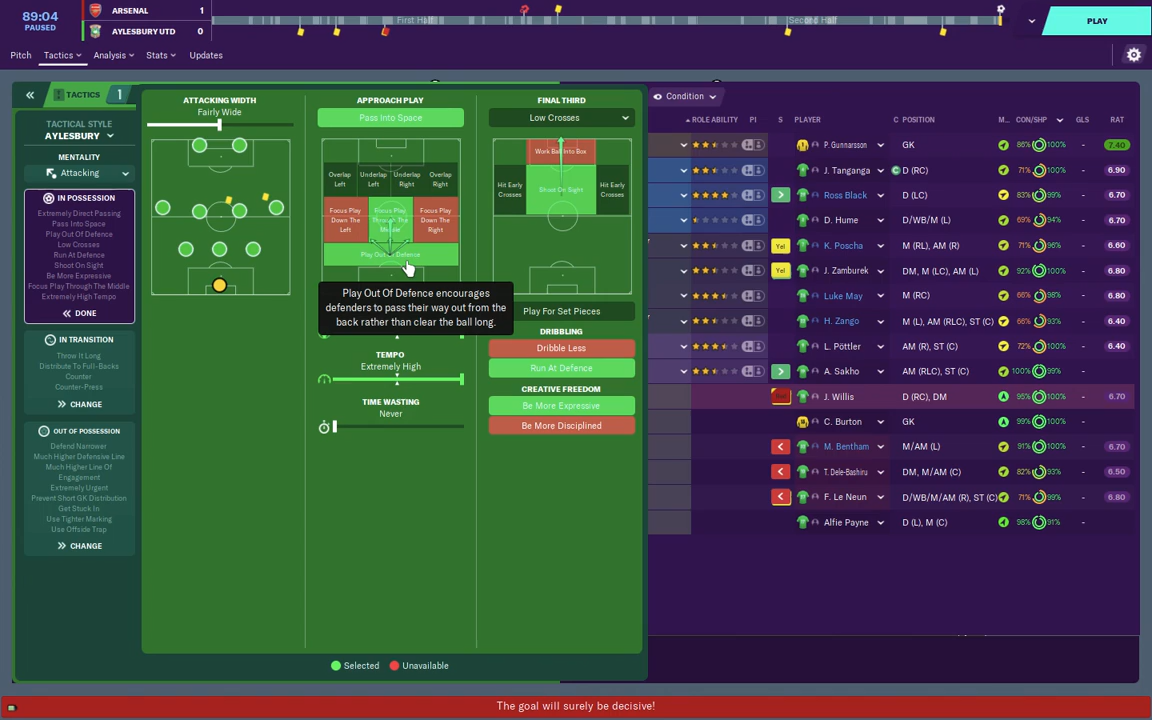 89:04
PAUSED
ARSENAL 1
AYLESBURY UTD 0
First Half
Second Half
PLAY
Pitch Tactics Analysis Stats Updates
TACTICS 1
TACTICAL STYLE
AYLESBURY
MENTALITY
Attacking
IN POSSESSION
Extremely Direct Passing
Pass Into Space
Play Out Of Defence
Low Crosses
Run At Defence
Shoot On Sight
Be More Expressive
Focus Play Through The Middle
Extremely High Tempo
DONE
IN TRANSITION
Throw It Long
Distribute To Full-Backs
Counter
Counter-Press
CHANGE
OUT OF POSSESSION
Defend Narrower
Much Higher Defensive Line
Much Higher Line Of
Engagement
Extremely Urgent
Prevent Short GK Distribution
Get Stuck In
Use Tighter Marking
Use Offside Trap
CHANGE
ATTACKING WIDTH
Fairly Wide
APPROACH PLAY
Pass Into Space
Overlap Left
Underlap Left
Underlap Right
Overlap Right
Focus Play Down The Left
Focus Play Through The Middle
Focus Play Down The Right
Play Out Of Defence
Play Out Of Defence encourages
defenders to pass their way out from the
back rather than clear the ball long.
TEMPO
Extremely High
TIME WASTING
Never
FINAL THIRD
Low Crosses
Work Ball Into Box
Hit Early Crosses
Shoot On Sight
Hit Early Crosses
Play For Set Pieces
DRIBBLING
Dribble Less
Run At Defence
CREATIVE FREEDOM
Be More Expressive
Be More Disciplined
Selected Unavailable
Condition
ROLE ABILITY PI S PLAYER C POSITION M... CON/SHP GLS RAT
P. Gunnarsson GK 86% 100% - 7.40
J. Tanganga C D (RC) 71% 100% - 6.90
Ross Black D (LC) 83% 99% - 6.70
D. Hume D/WB/M (L) 69% 94% - 6.70
Yel K. Poscha M (RL), AM (R) 71% 96% - 6.60
Yel J. Zamburek DM, M (LC), AM (L) 92% 100% - 6.80
Luke May M (RC) 66% 98% - 6.80
H. Zango M (L), AM (RLC), ST (C) 66% 93% - 6.40
L. Pöttler AM (R), ST (C) 72% 100% - 6.40
A. Sakho AM (RLC), ST (C) 100% 99% -
J. Willis D (RC), DM 95% 100% - 6.70
C. Burton GK 99% 100% -
M. Bentham M/AM (L) 91% 100% - 6.70
T. Dele-Bashiru DM, M/AM (C) 82% 93% - 6.50
F. Le Neun D/WB/M/AM (R), ST (C) 71% 99% - 6.80
Alfie Payne D (L), M (C) 98% 91% -
The goal will surely be decisive!